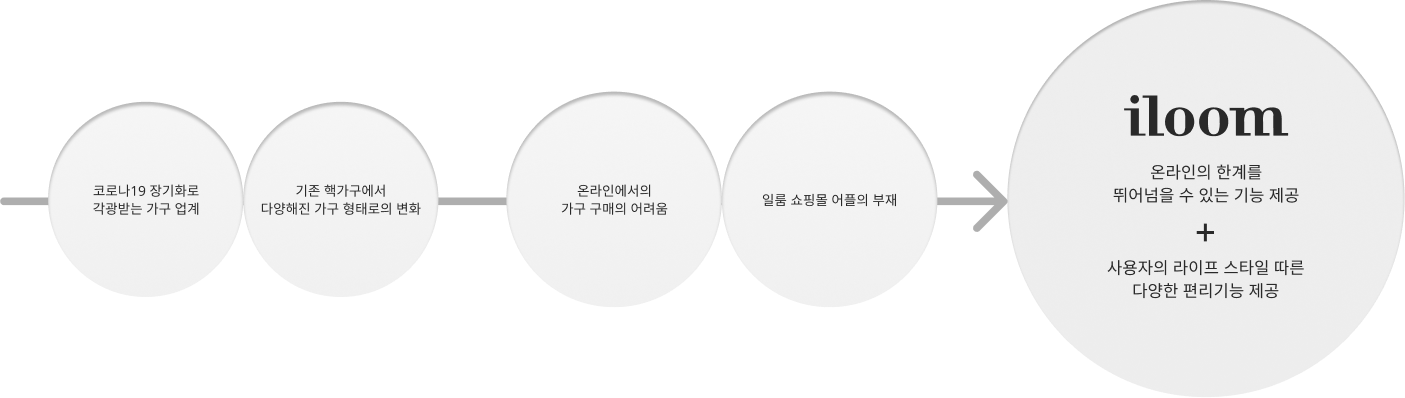 코로나19 장기화로
각광받는 가구 업계
기존 핵가구에서
다양해진 가구 형태로의 변화
온라인에서의
가구 구매의 어려움
일룸 쇼핑몰 어플의 부재
iloom
온라인의 한계를
뛰어넘을 수 있는 기능 제공
+
사용자의 라이프 스타일 따른
다양한 편리기능 제공